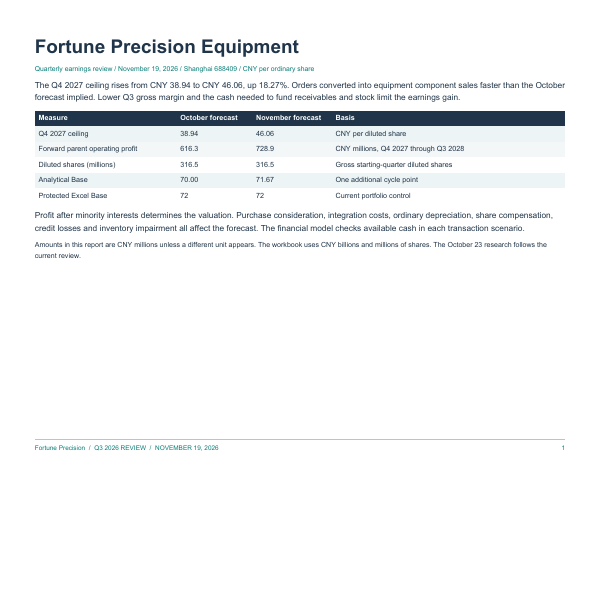 Fortune Precision Equipment
Quarterly earnings review / November 19, 2026 / Shanghai 688409 / CNY per ordinary share
The Q4 2027 ceiling rises from CNY 38.94 to CNY 46.06, up 18.27%. Orders converted into equipment component sales faster than the October
forecast implied. Lower Q3 gross margin and the cash needed to fund receivables and stock limit the earnings gain.
Measure October forecast November forecast Basis
Q4 2027 ceiling 38.94 46.06 CNY per diluted share
Forward parent operating profit 616.3 728.9 CNY millions, Q4 2027 through Q3 2028
Diluted shares (millions) 316.5 316.5 Gross starting-quarter diluted shares
Analytical Base 70.00 71.67 One additional cycle point
Protected Excel Base 72 72 Current portfolio control
Profit after minority interests determines the valuation. Purchase consideration, integration costs, ordinary depreciation, share compensation,
credit losses and inventory impairment all affect the forecast. The financial model checks available cash in each transaction scenario.
Amounts in this report are CNY millions unless a different unit appears. The workbook uses CNY billions and millions of shares. The October 23 research follows the
current review.
Fortune Precision / Q3 2026 REVIEW / NOVEMBER 19, 2026 1